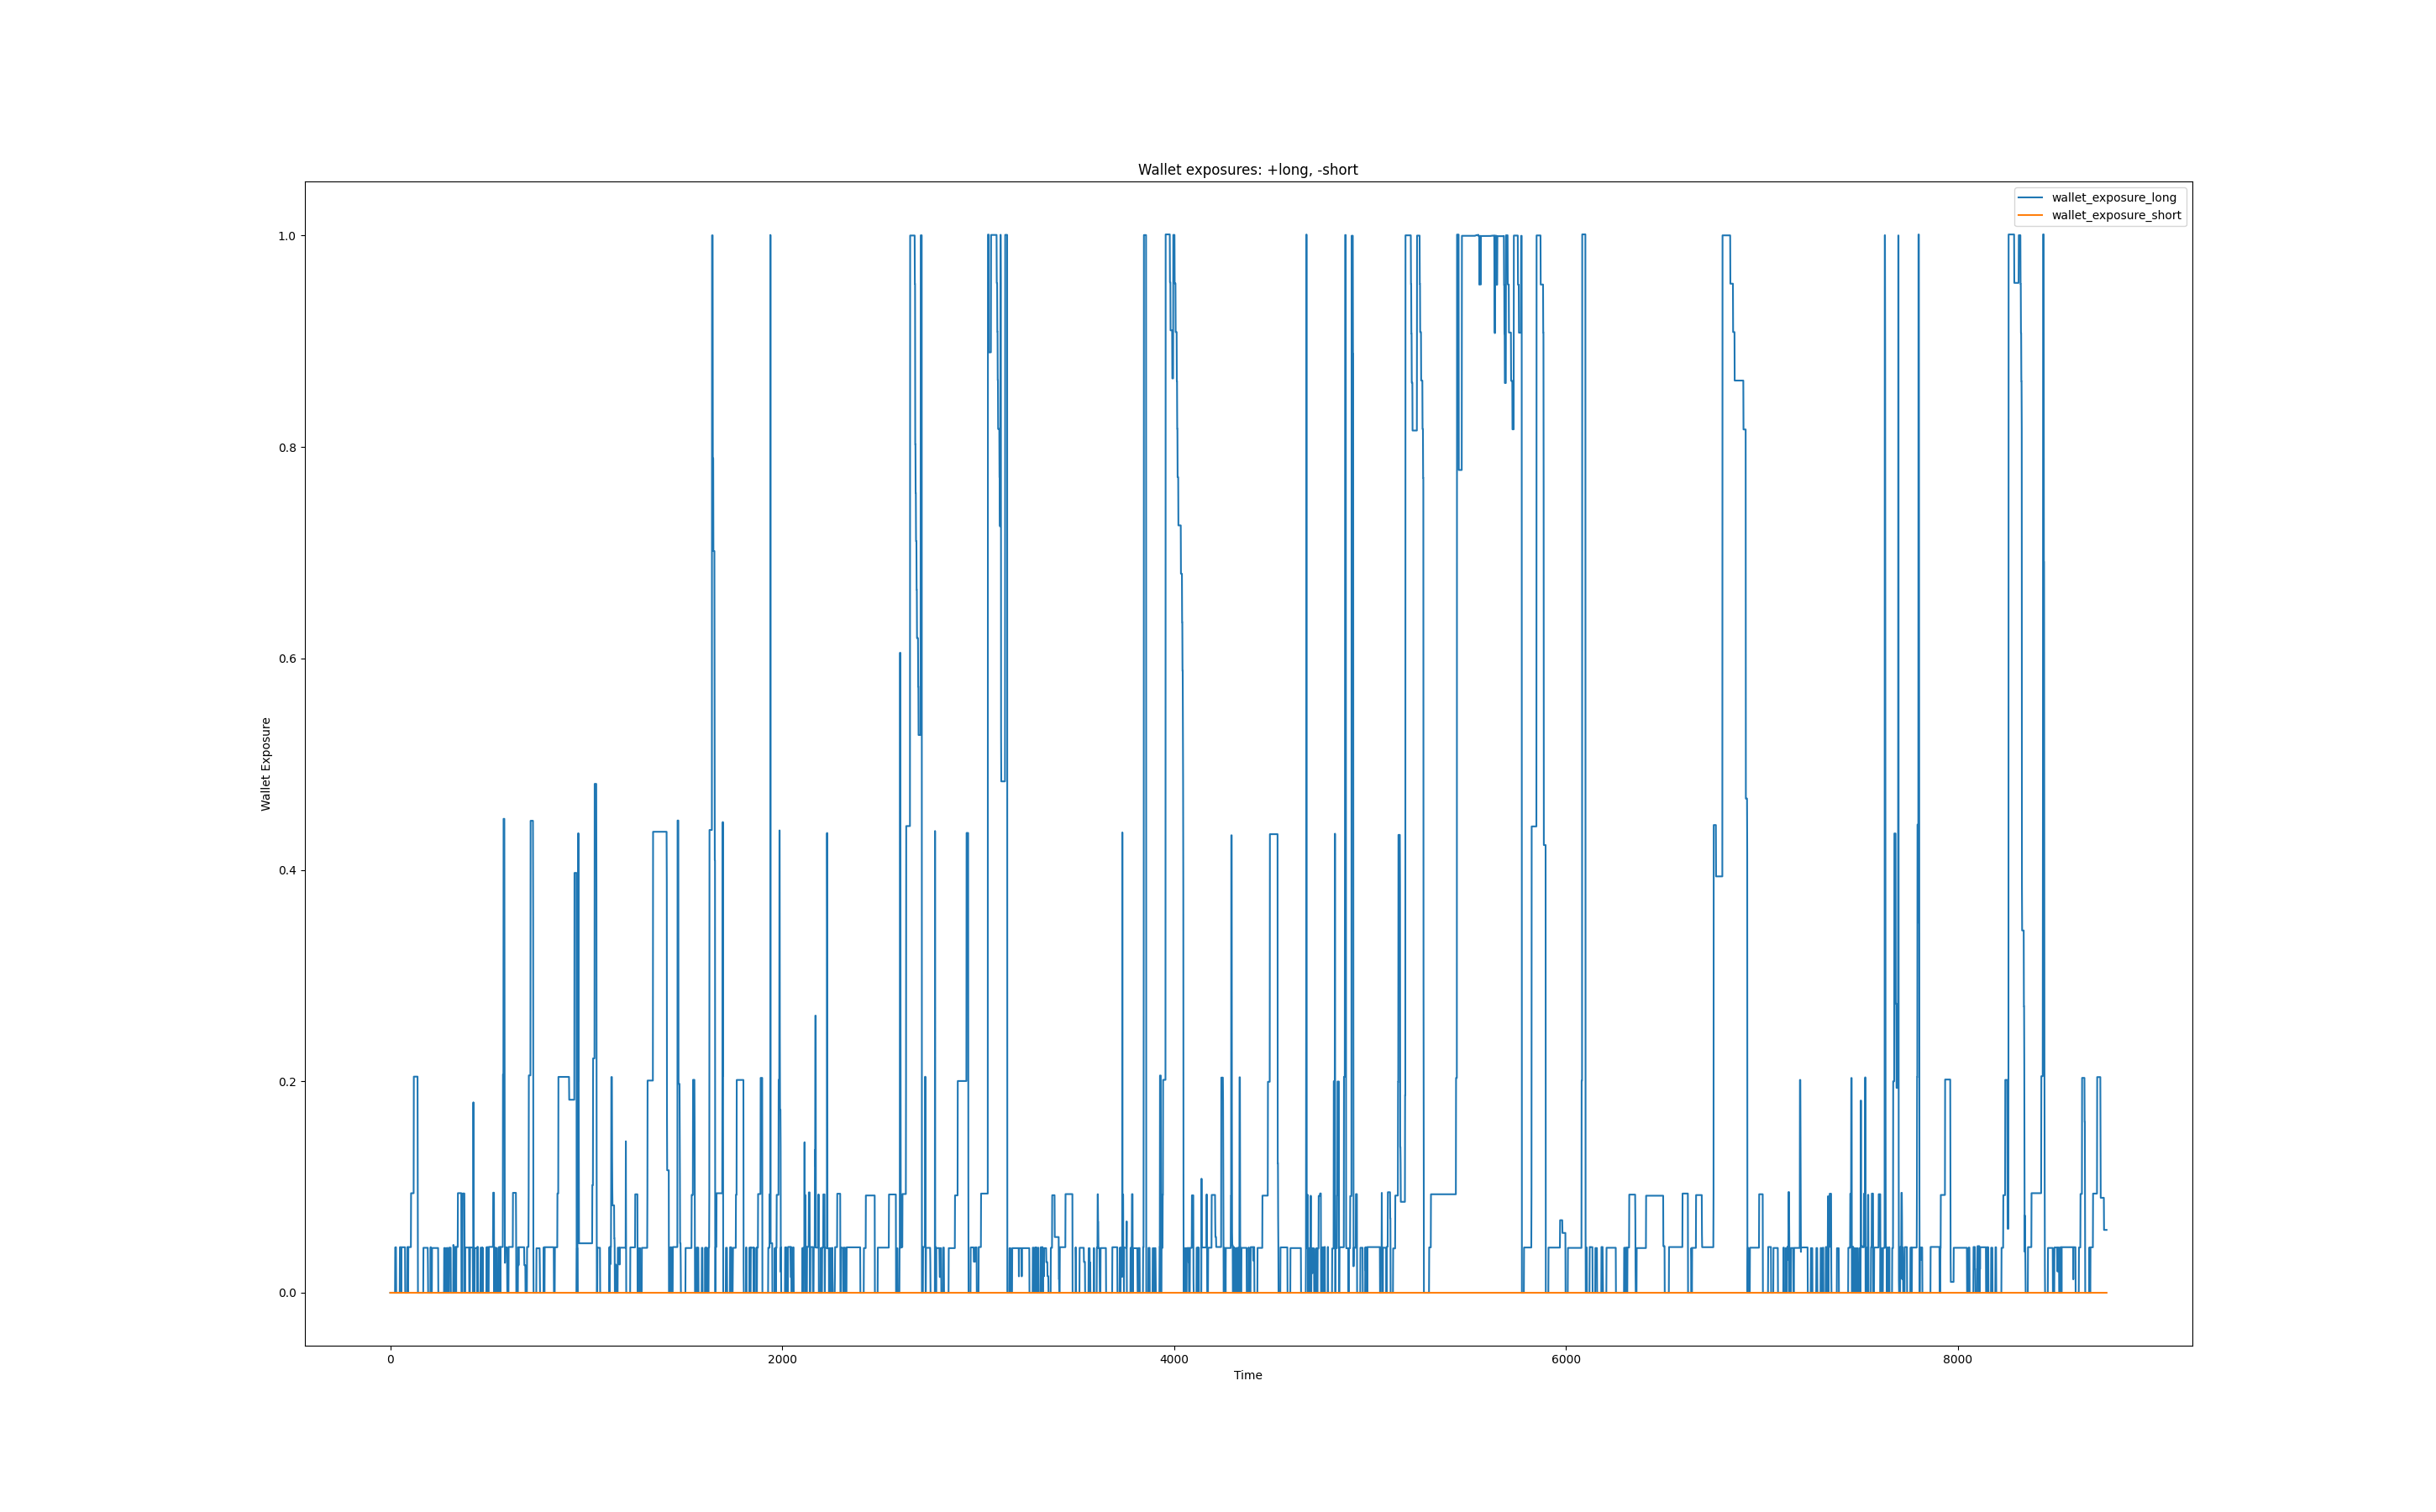 Wallet exposures: +long, -short
wallet_exposure_long
wallet_exposure_short
1.0
0.8
0.6
0.4
0.2
0.0
Wallet Exposure
0 2000 4000 6000 8000
Time